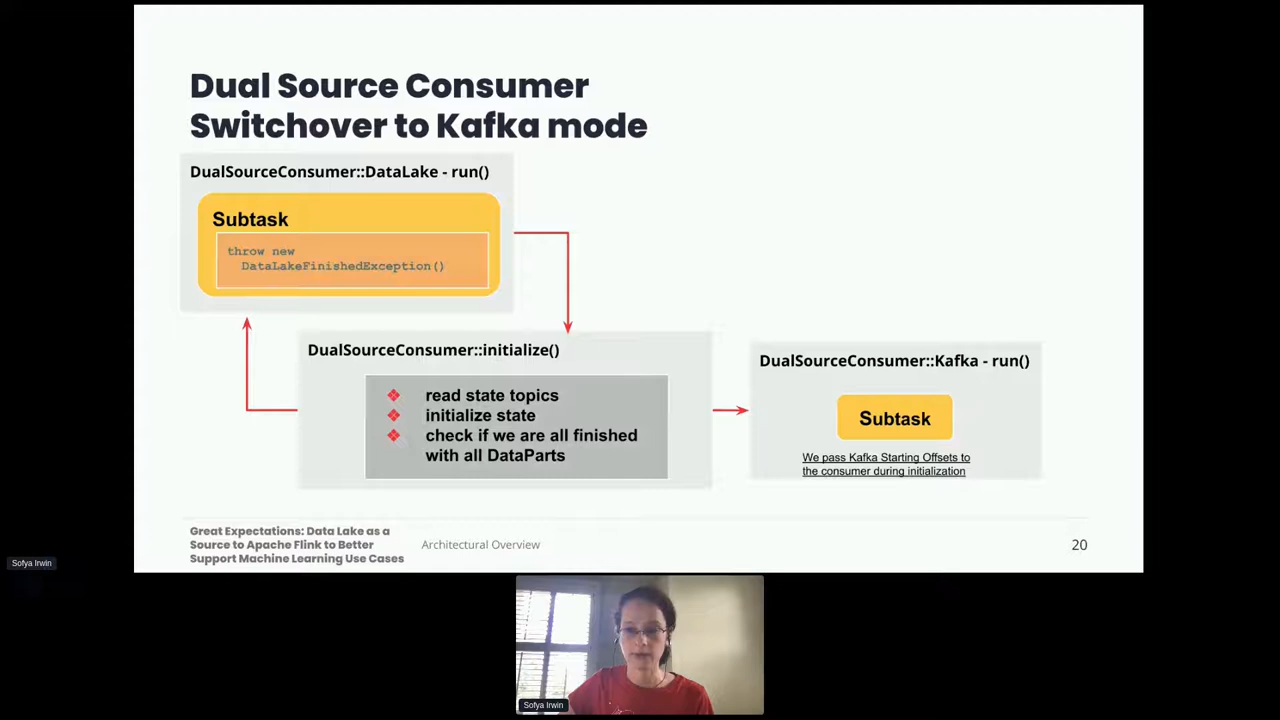 Dual Source Consumer
Switchover to Kafka mode
DualSourceConsumer::DataLake - run()
Subtask
throw new
DataLakeFinishedException()
DualSourceConsumer::initialize()
read state topics
initialize state
check if we are all finished
with all DataParts
DualSourceConsumer::Kafka - run()
Subtask
We pass Kafka Starting Offsets to
the consumer during initialization
Great Expectations: Data Lake as a
Source to Apache Flink to Better
Support Machine Learning Use Cases
Architectural Overview
20
Sofya Irwin
Sofya Irwin